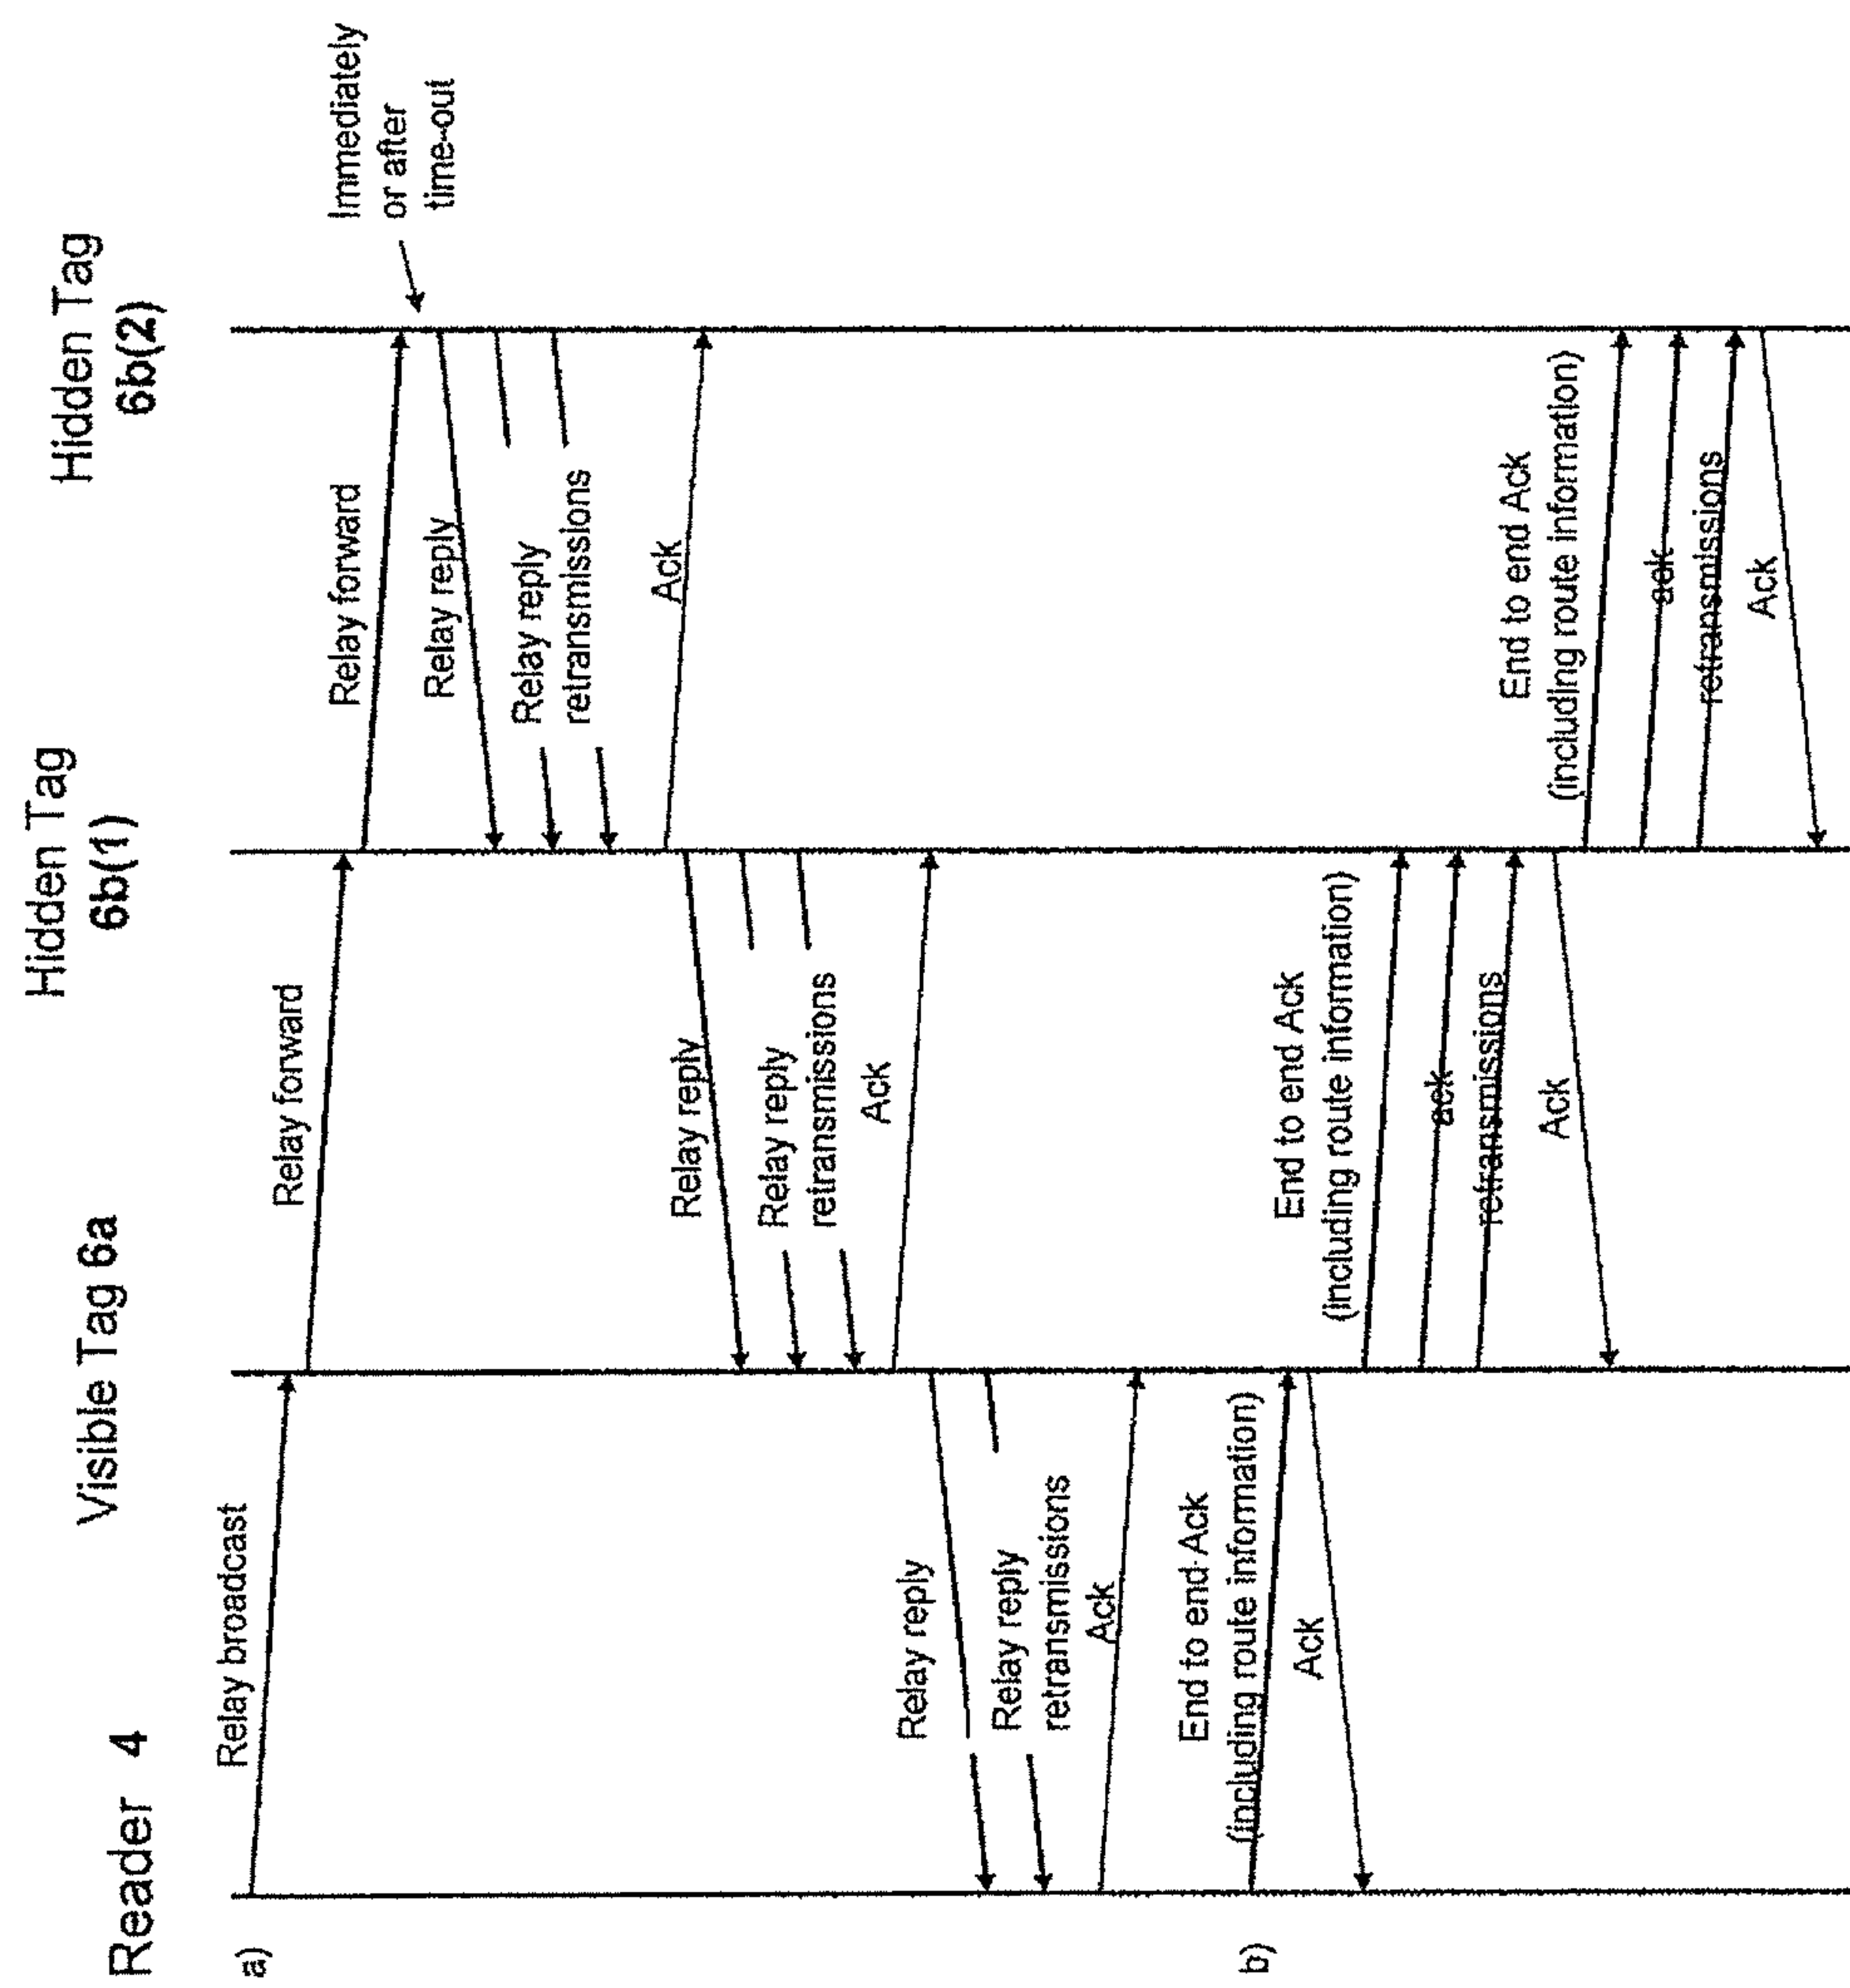 Reader 4
Visible Tag 6a
Hidden Tag
6b(1)
Hidden Tag
6b(2)
a)
Relay broadcast
Relay forward
Relay forward
Immediately
or after
time-out
Relay reply
Relay reply
retransmissions
Ack
Relay reply
Relay reply
retransmissions
Ack
Relay reply
Relay reply
retransmissions
Ack
b)
End to end Ack
(including route information)
Ack
End to end Ack
(including route information)
ack
retransmissions
Ack
End to end Ack
(including route information)
ack
retransmissions
Ack